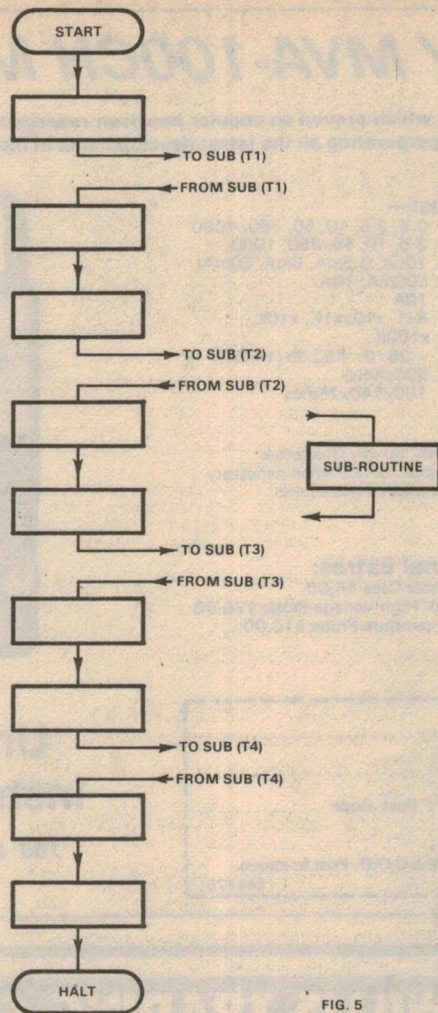 START
TO SUB (T1)
FROM SUB (T1)
TO SUB (T2)
FROM SUB (T2)
SUB-ROUTINE
TO SUB (T3)
FROM SUB (T3)
TO SUB (T4)
FROM SUB (T4)
HALT
FIG. 5